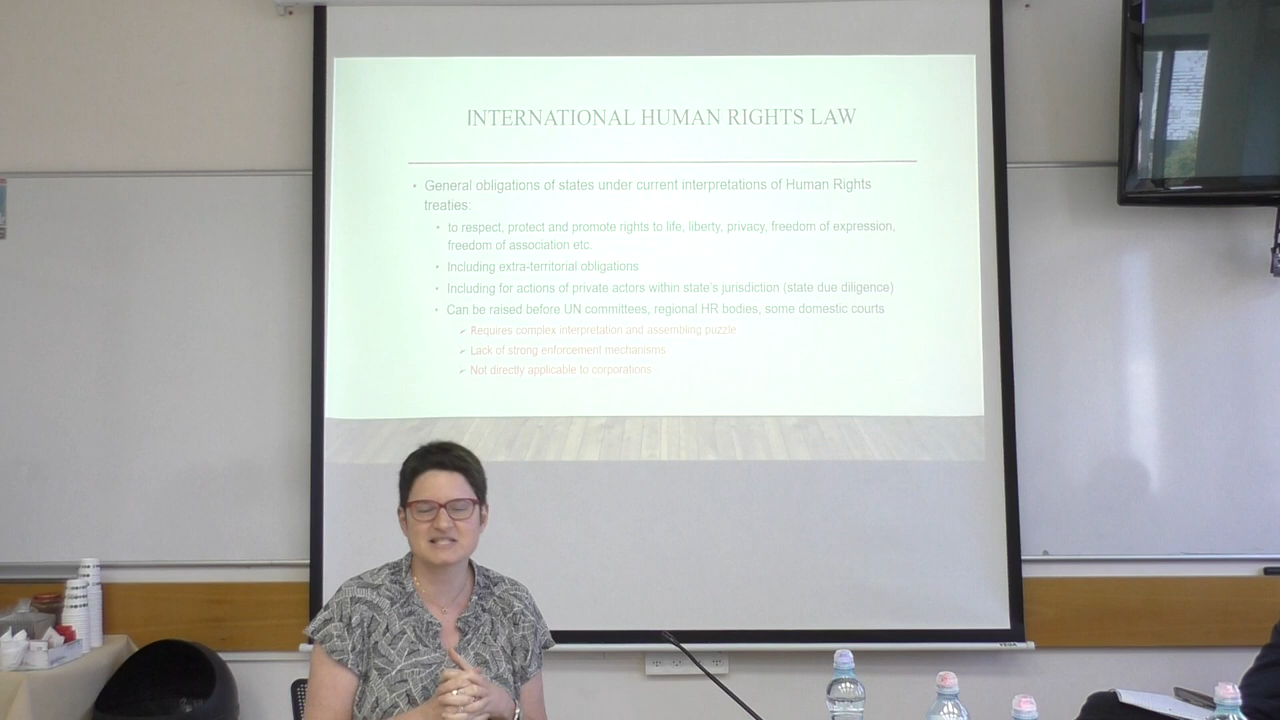 INTERNATIONAL HUMAN RIGHTS LAW
• General obligations of states under current interpretations of Human Rights
treaties:
• to respect, protect and promote rights to life, liberty, privacy, freedom of expression,
freedom of association etc.
• Including extra-territorial obligations
• Including for actions of private actors within state's jurisdiction (state due diligence)
• Can be raised before UN committees, regional HR bodies, some domestic courts
➢ Requires complex interpretation and assembling puzzle
➢ Lack of strong enforcement mechanisms
➢ Not directly applicable to corporations
VEGA